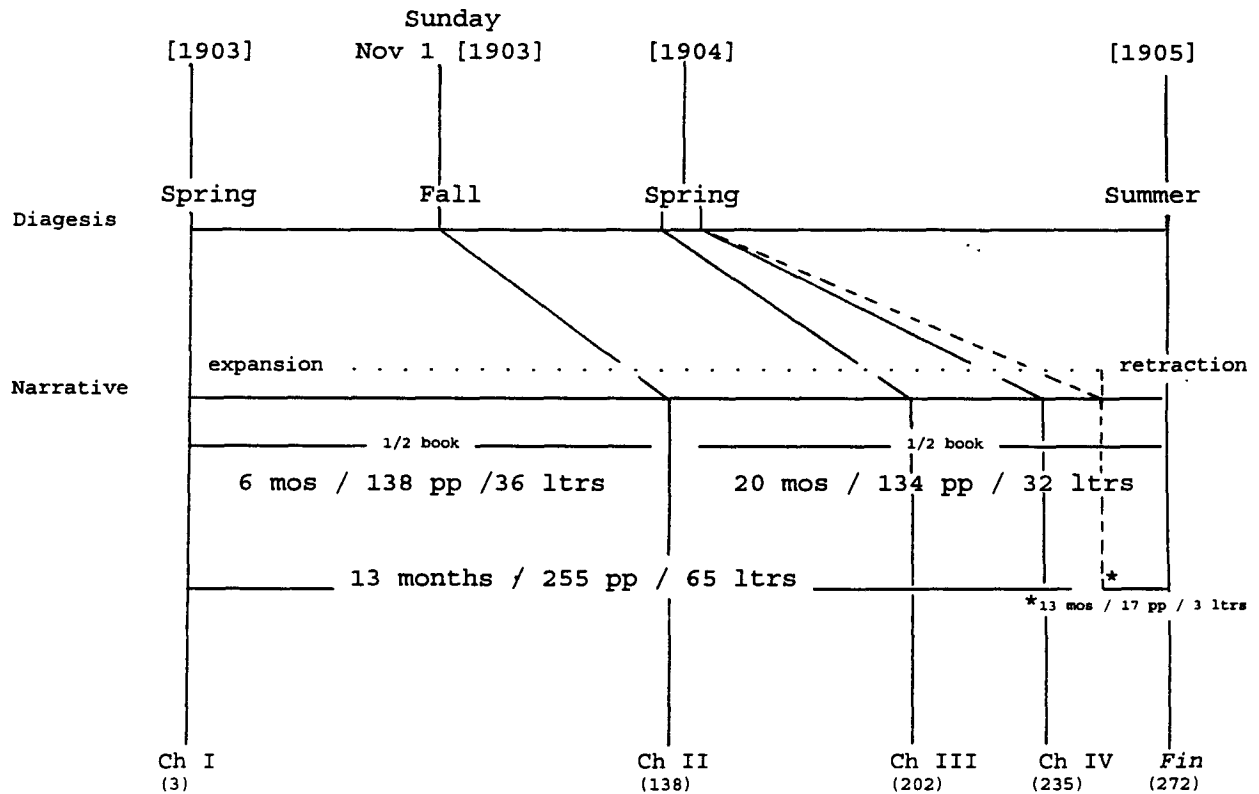 Sunday
[1903] Nov 1 [1903] [1904] [1905]
Spring Fall Spring Summer
Diagesis
expansion retraction
Narrative
1/2 book 1/2 book
6 mos / 138 pp /36 ltrs 20 mos / 134 pp / 32 ltrs
13 months / 255 pp / 65 ltrs *
*13 mos / 17 pp / 3 ltrs
Ch I Ch II Ch III Ch IV Fin
(3) (138) (202) (235) (272)